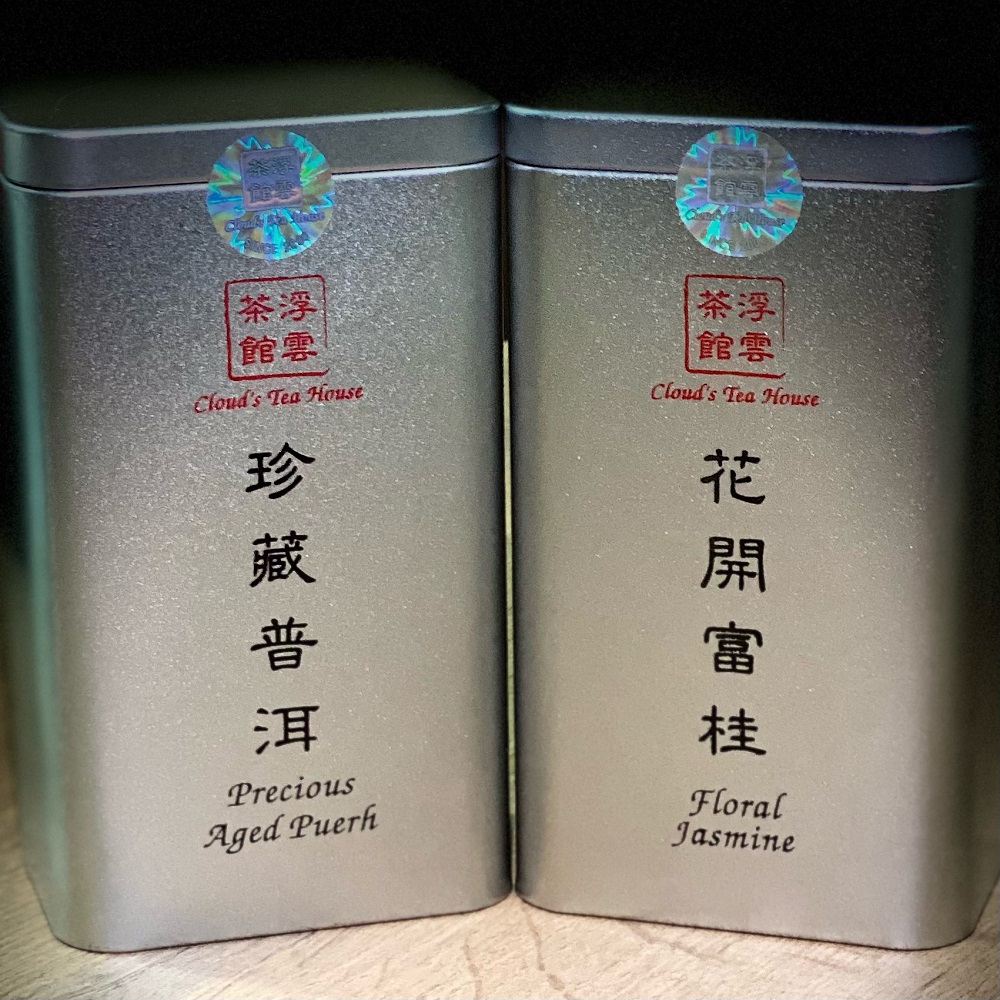 浮雲
茶館
Cloud's Tea House
珍藏普洱
Precious
Aged Puerh
浮雲
茶館
Cloud's Tea House
花開富桂
Floral
Jasmine